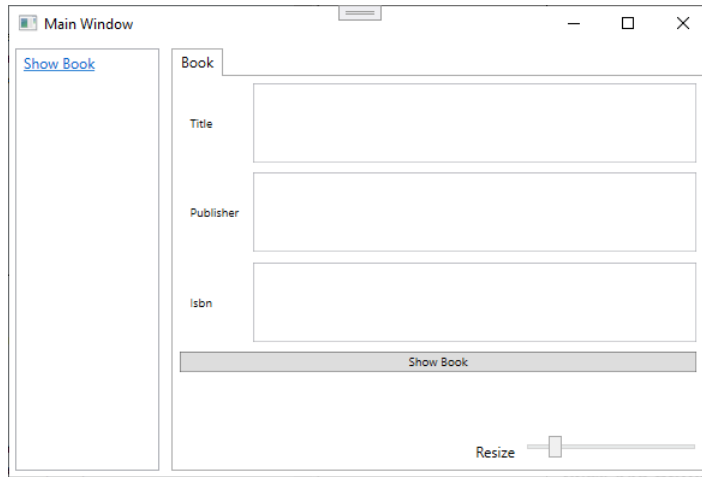 Main Window
Show Book
Book
Title
Publisher
Isbn
Show Book
Resize